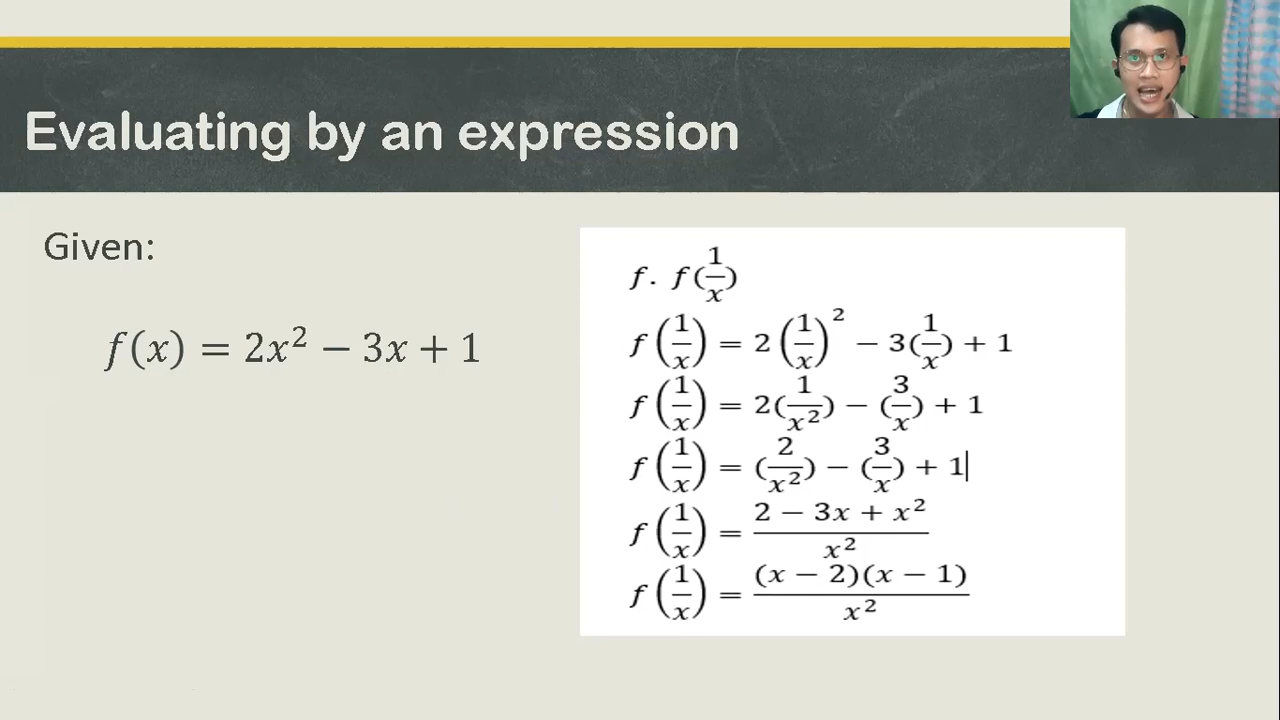 Evaluating by an expression
Given:
f(x) = 2x² − 3x + 1
f. f(1/x)
f(1/x) = 2(1/x)² − 3(1/x) + 1
f(1/x) = 2(1/x²) − (3/x) + 1
f(1/x) = (2/x²) − (3/x) + 1
f(1/x) = (2 − 3x + x²)/x²
f(1/x) = (x − 2)(x − 1)/x²